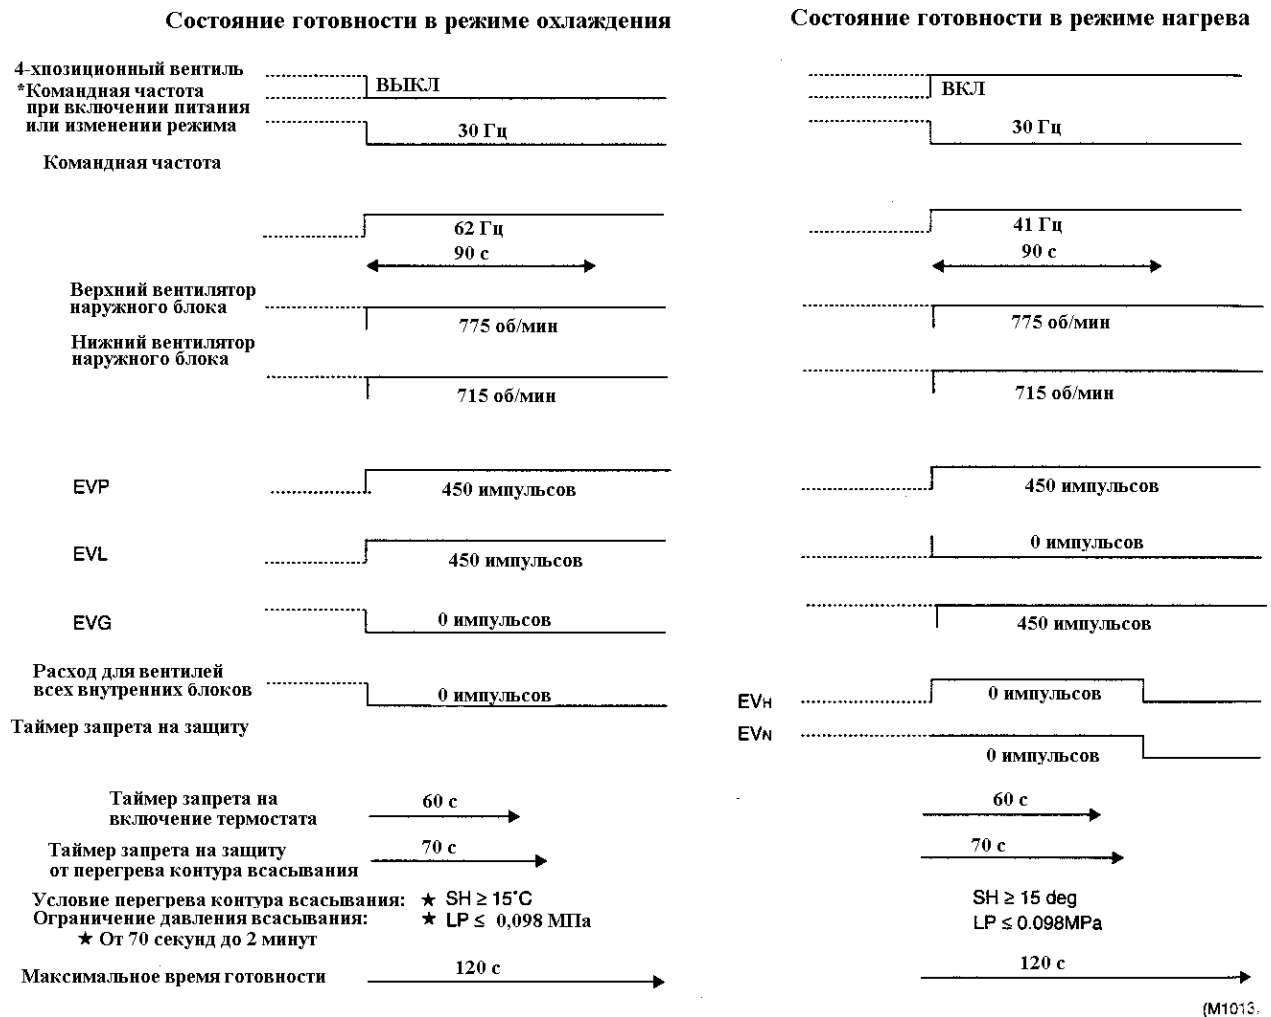 Состояние готовности в режиме охлаждения
Состояние готовности в режиме нагрева
4-хпозиционный вентиль
*Командная частота
при включении питания
или изменении режима
ВЫКЛ
ВКЛ
30 Гц
30 Гц
Командная частота
62 Гц
41 Гц
90 с
90 с
Верхний вентилятор
наружного блока
775 об/мин
775 об/мин
Нижний вентилятор
наружного блока
715 об/мин
715 об/мин
EVP
450 импульсов
450 импульсов
EVL
450 импульсов
0 импульсов
EVG
0 импульсов
450 импульсов
Расход для вентилей
всех внутренних блоков
0 импульсов
EVH
0 импульсов
Таймер запрета на защиту
EVN
0 импульсов
Таймер запрета на
включение термостата
60 с
60 с
Таймер запрета на защиту
от перегрева контура всасывания
70 с
70 с
Условие перегрева контура всасывания: ★ SH ≥ 15°C
SH ≥ 15 deg
Ограничение давления всасывания: ★ LP ≤ 0,098 МПа
LP ≤ 0.098MPa
★ От 70 секунд до 2 минут
Максимальное время готовности
120 с
120 с
(M1013.